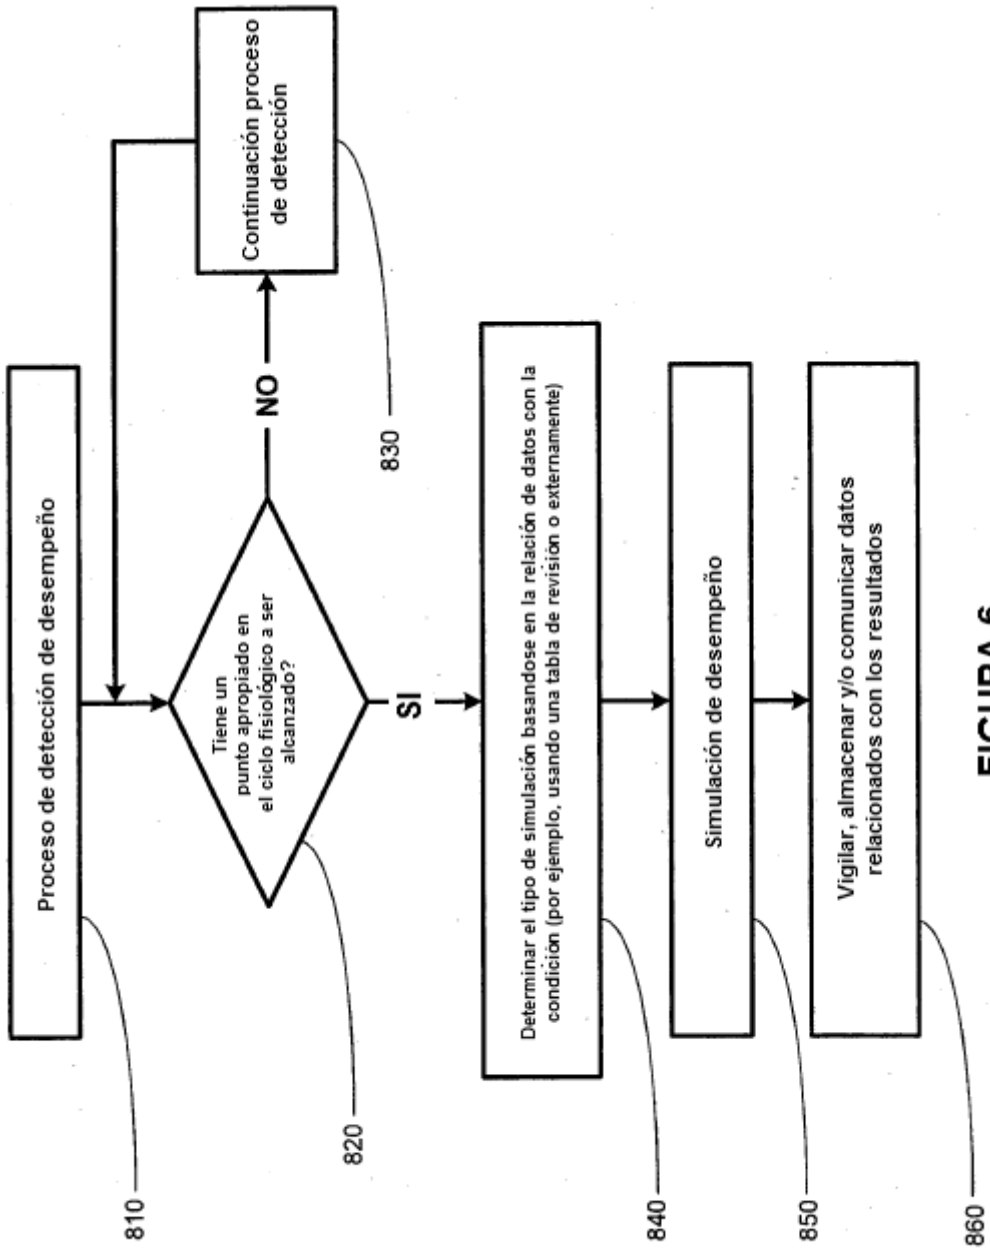 Proceso de detección de desempeño
810
Tiene un
punto apropiado en
el ciclo fisiológico a ser
alcanzado?
820
NO
Continuación proceso
de detección
830
SI
Determinar el tipo de simulación basandose en la relación de datos con la
condición (por ejemplo, usando una tabla de revisión o externamente)
840
Simulación de desempeño
850
Vigilar, almacenar y/o comunicar datos
relacionados con los resultados
860
FIGURA 6